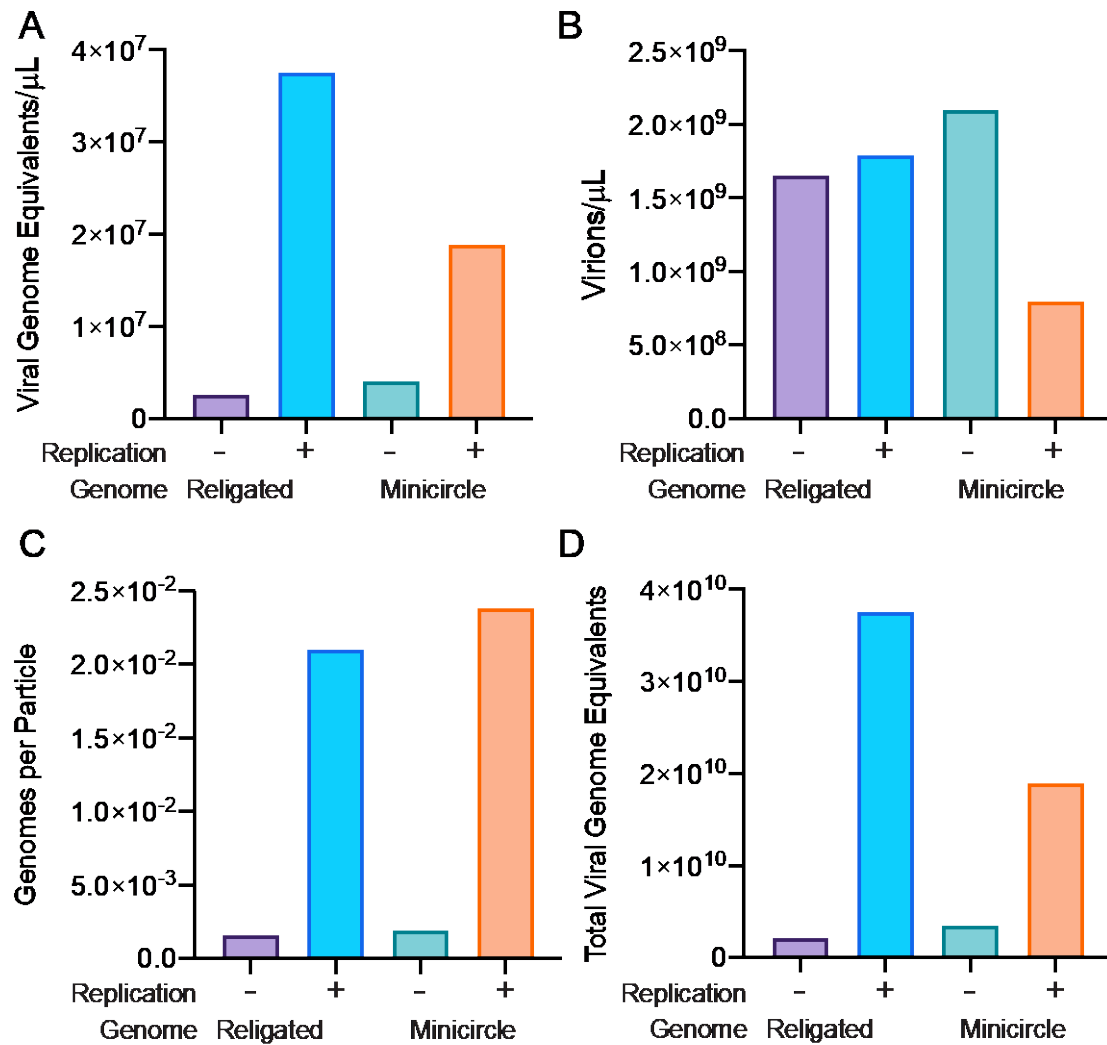 A
Viral Genome Equivalents/μL
4×10⁷
3×10⁷
2×10⁷
1×10⁷
0
Replication - + - +
Genome Religated Minicircle
B
Virions/μL
2.5×10⁹
2.0×10⁹
1.5×10⁹
1.0×10⁹
5.0×10⁸
0.0
Replication - + - +
Genome Religated Minicircle
C
Genomes per Particle
2.5×10⁻²
2.0×10⁻²
1.5×10⁻²
1.0×10⁻²
5.0×10⁻³
0.0
Replication - + - +
Genome Religated Minicircle
D
Total Viral Genome Equivalents
4×10¹⁰
3×10¹⁰
2×10¹⁰
1×10¹⁰
0
Replication - + - +
Genome Religated Minicircle